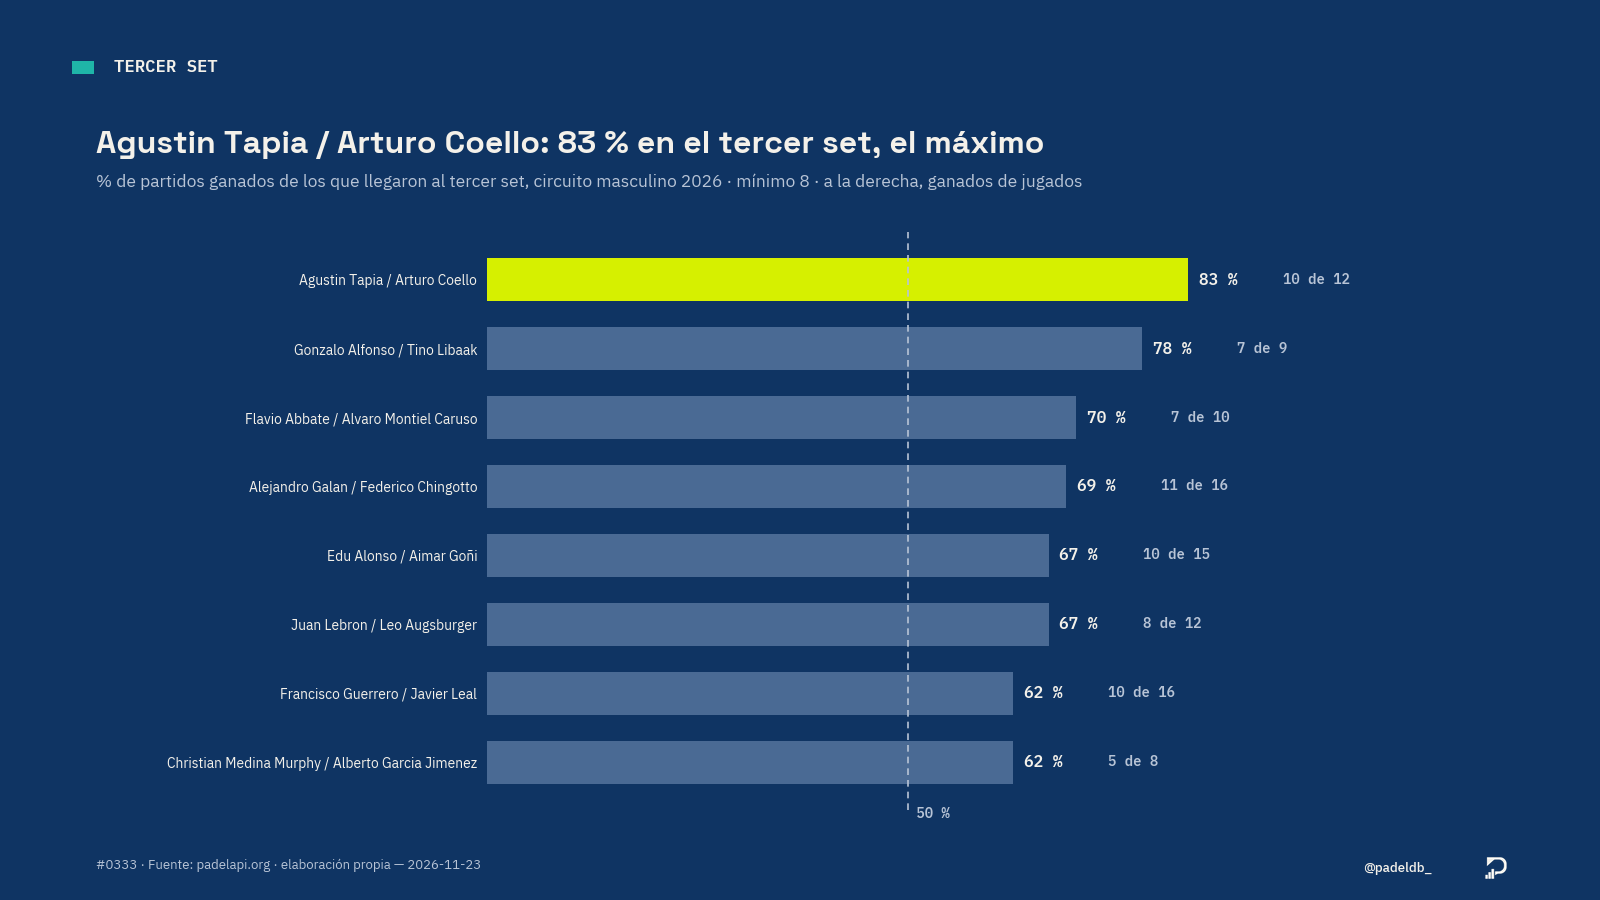 TERCER SET
Agustin Tapia / Arturo Coello: 83 % en el tercer set, el máximo
% de partidos ganados de los que llegaron al tercer set, circuito masculino 2026 · mínimo 8 · a la derecha, ganados de jugados
Agustin Tapia / Arturo Coello 83 % 10 de 12
Gonzalo Alfonso / Tino Libaak 78 % 7 de 9
Flavio Abbate / Alvaro Montiel Caruso 70 % 7 de 10
Alejandro Galan / Federico Chingotto 69 % 11 de 16
Edu Alonso / Aimar Goñi 67 % 10 de 15
Juan Lebron / Leo Augsburger 67 % 8 de 12
Francisco Guerrero / Javier Leal 62 % 10 de 16
Christian Medina Murphy / Alberto Garcia Jimenez 62 % 5 de 8
50 %
#0333 · Fuente: padelapi.org · elaboración propia — 2026-11-23
@padeldb_